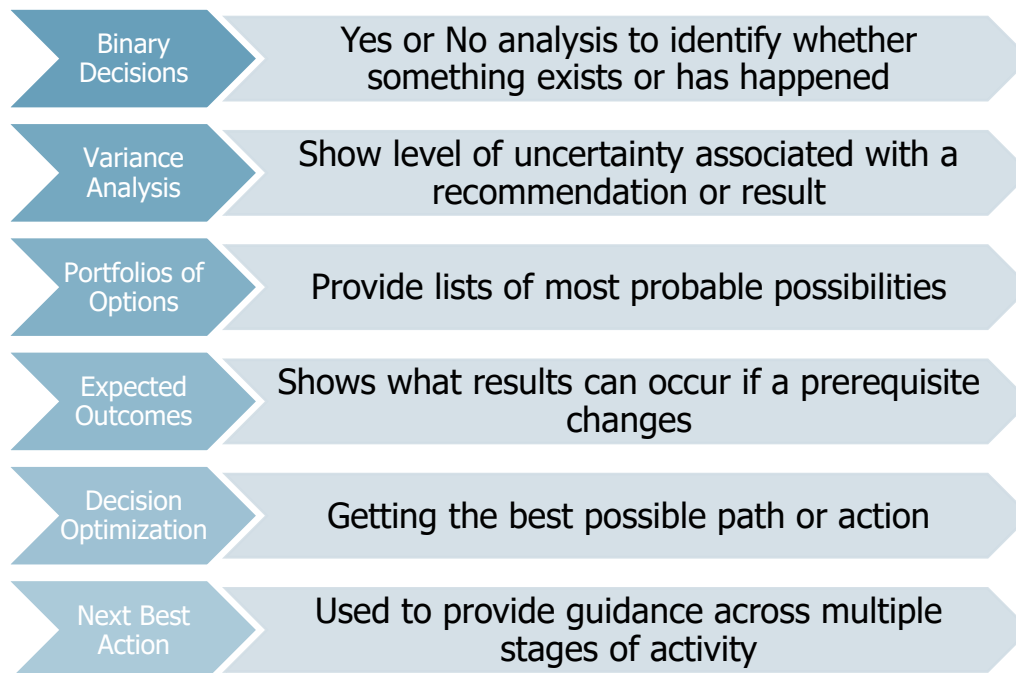 Binary
Decisions
Yes or No analysis to identify whether
something exists or has happened
Variance
Analysis
Show level of uncertainty associated with a
recommendation or result
Portfolios of
Options
Provide lists of most probable possibilities
Expected
Outcomes
Shows what results can occur if a prerequisite
changes
Decision
Optimization
Getting the best possible path or action
Next Best
Action
Used to provide guidance across multiple
stages of activity